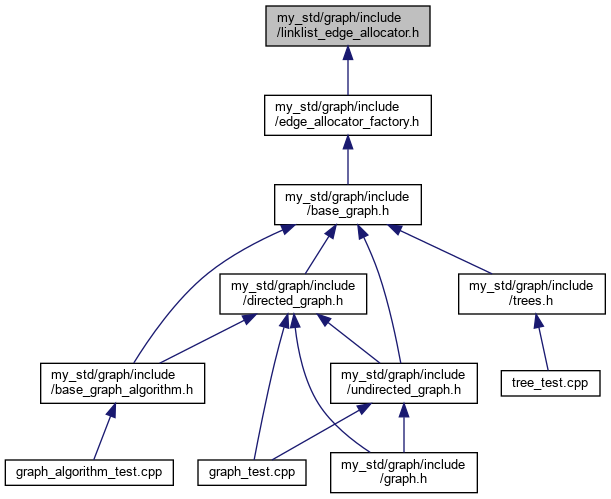 my_std/graph/include
/linklist_edge_allocator.h
my_std/graph/include
/edge_allocator_factory.h
my_std/graph/include
/base_graph.h
my_std/graph/include
/directed_graph.h
my_std/graph/include
/trees.h
my_std/graph/include
/base_graph_algorithm.h
my_std/graph/include
/undirected_graph.h
tree_test.cpp
graph_algorithm_test.cpp
graph_test.cpp
my_std/graph/include
/graph.h